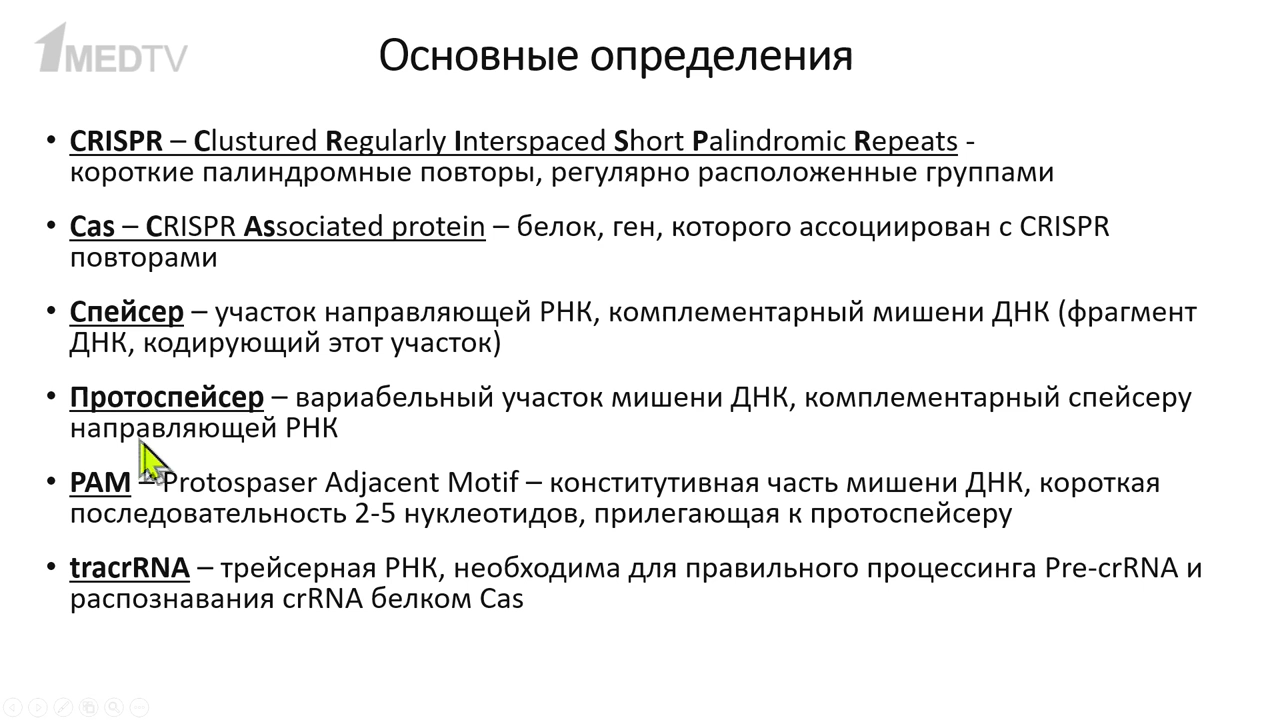 1MEDTV
Основные определения
• CRISPR – Clustured Regularly Interspaced Short Palindromic Repeats -
короткие палиндромные повторы, регулярно расположенные группами
• Cas – CRISPR Associated protein – белок, ген, которого ассоциирован с CRISPR
повторами
• Спейсер – участок направляющей РНК, комплементарный мишени ДНК (фрагмент
ДНК, кодирующий этот участок)
• Протоспейсер – вариабельный участок мишени ДНК, комплементарный спейсеру
направляющей РНК
• PAM – Protospaser Adjacent Motif – конститутивная часть мишени ДНК, короткая
последовательность 2-5 нуклеотидов, прилегающая к протоспейсеру
• tracrRNA – трейсерная РНК, необходима для правильного процессинга Pre-crRNA и
распознавания crRNA белком Cas